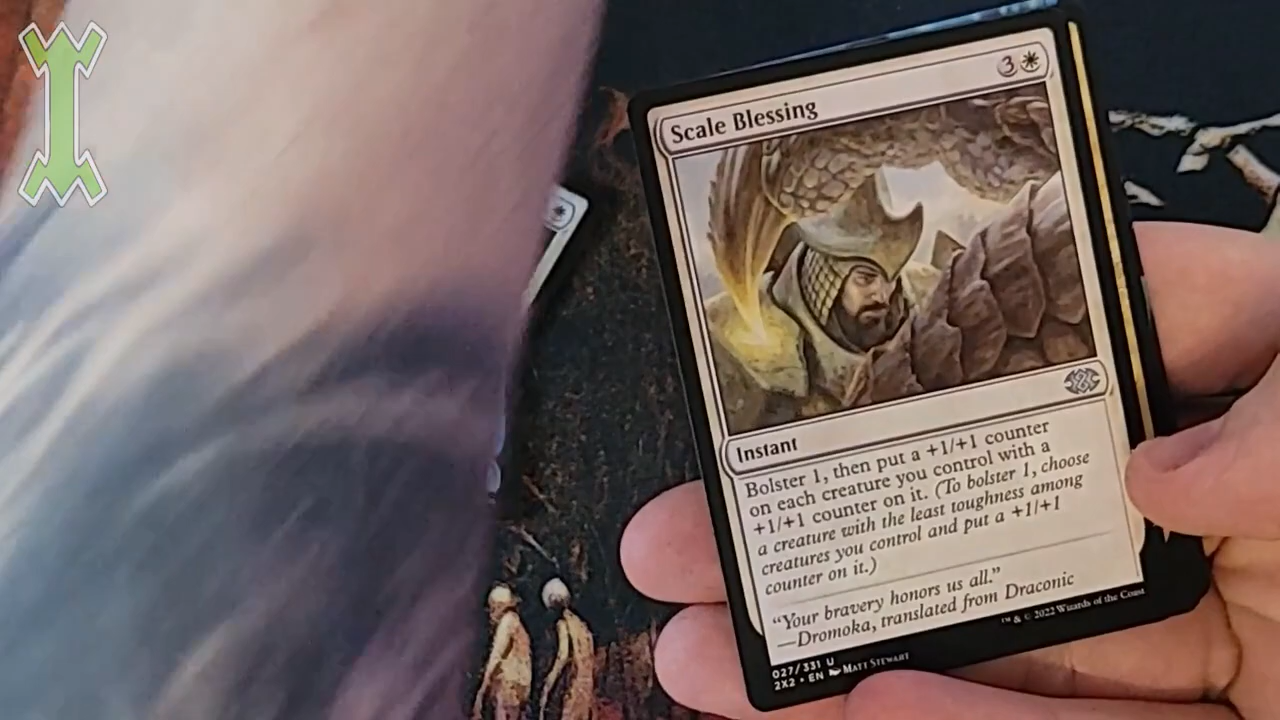 Scale Blessing
3
Instant
Bolster 1, then put a +1/+1 counter
on each creature you control with a
+1/+1 counter on it. (To bolster 1, choose
a creature with the least toughness among
creatures you control and put a +1/+1
counter on it.)
“Your bravery honors us all.”
—Dromoka, translated from Draconic
™ & © 2022 Wizards of the Coast
027/331 U
2X2 • EN MATT STEWART